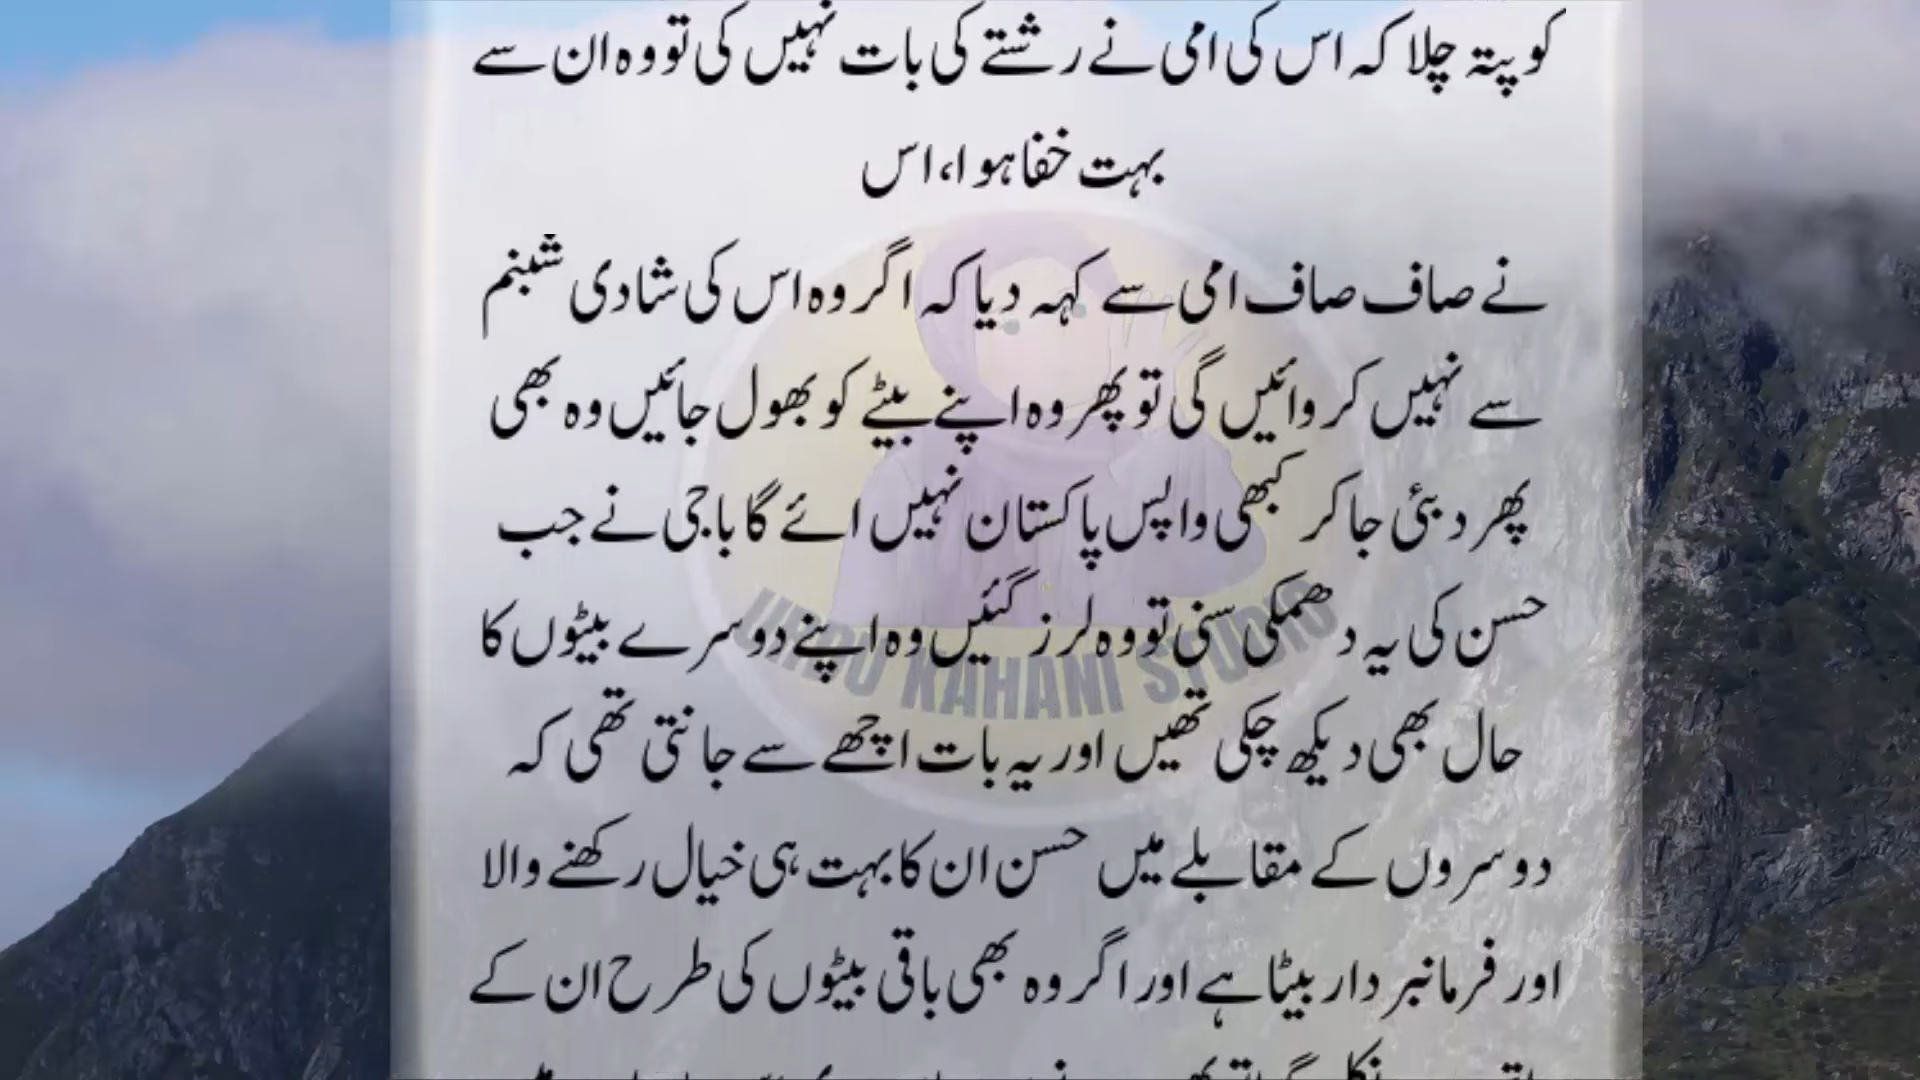 کو پتہ چلا کہ اس کی امی نے رشتے کی بات نہیں کی تو وہ ان سے
بہت خفا ہوا، اس
نے صاف صاف امی سے کہہ دیا کہ اگر وہ اس کی شادی شبنم
سے نہیں کروائیں گی تو پھر وہ اپنے بیٹے کو بھول جائیں وہ بھی
پھر دبئی جا کر کبھی واپس پاکستان نہیں ائے گا باجی نے جب
حسن کی یہ دھمکی سنی تو وہ لرز گئیں وہ اپنے دوسرے بیٹوں کا
حال بھی دیکھ چکی تھیں اور یہ بات اچھے سے جانتی تھی کہ
دوسروں کے مقابلے میں حسن ان کا بہت ہی خیال رکھنے والا
اور فرمانبردار بیٹا ہے اور اگر وہ بھی باقی بیٹوں کی طرح ان کے
URDU KAHANI STUDIO